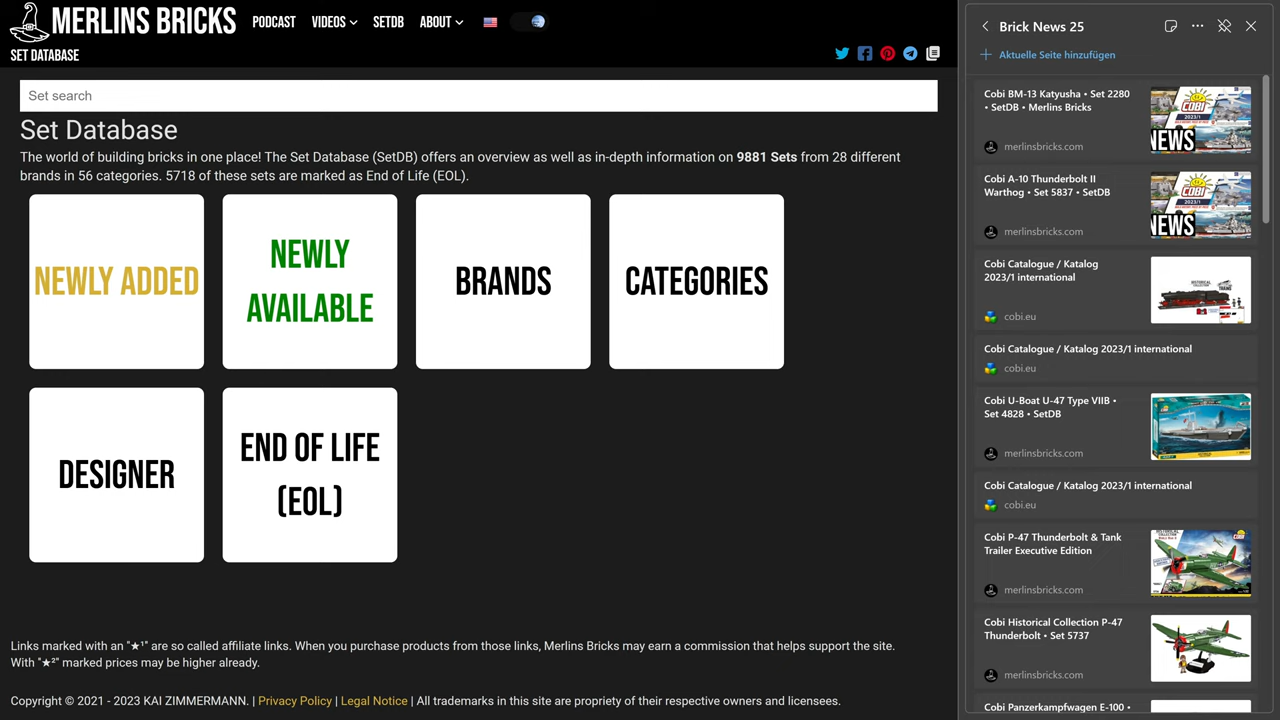 MERLINS BRICKS
PODCAST
VIDEOS
SETDB
ABOUT
SET DATABASE
Set search
Set Database
The world of building bricks in one place! The Set Database (SetDB) offers an overview as well as in-depth information on 9881 Sets from 28 different
brands in 56 categories. 5718 of these sets are marked as End of Life (EOL).
NEWLY ADDED
NEWLY
AVAILABLE
BRANDS
CATEGORIES
DESIGNER
END OF LIFE
(EOL)
Links marked with an "★¹" are so called affiliate links. When you purchase products from those links, Merlins Bricks may earn a commission that helps support the site.
With "★²" marked prices may be higher already.
Copyright © 2021 - 2023 KAI ZIMMERMANN. | Privacy Policy | Legal Notice | All trademarks in this site are propriety of their respective owners and licensees.
Brick News 25
Aktuelle Seite hinzufügen
Cobi BM-13 Katyusha • Set 2280
• SetDB • Merlins Bricks
merlinsbricks.com
COBI
2023/1
NEWS
Cobi A-10 Thunderbolt II
Warthog • Set 5837 • SetDB
merlinsbricks.com
COBI
2023/1
NEWS
Cobi Catalogue / Katalog
2023/1 international
cobi.eu
Cobi Catalogue / Katalog 2023/1 international
cobi.eu
Cobi U-Boat U-47 Type VIIB •
Set 4828 • SetDB
merlinsbricks.com
Cobi Catalogue / Katalog 2023/1 international
cobi.eu
Cobi P-47 Thunderbolt & Tank
Trailer Executive Edition
merlinsbricks.com
Cobi Historical Collection P-47
Thunderbolt • Set 5737
merlinsbricks.com
Cobi Panzerkampfwagen E-100 •